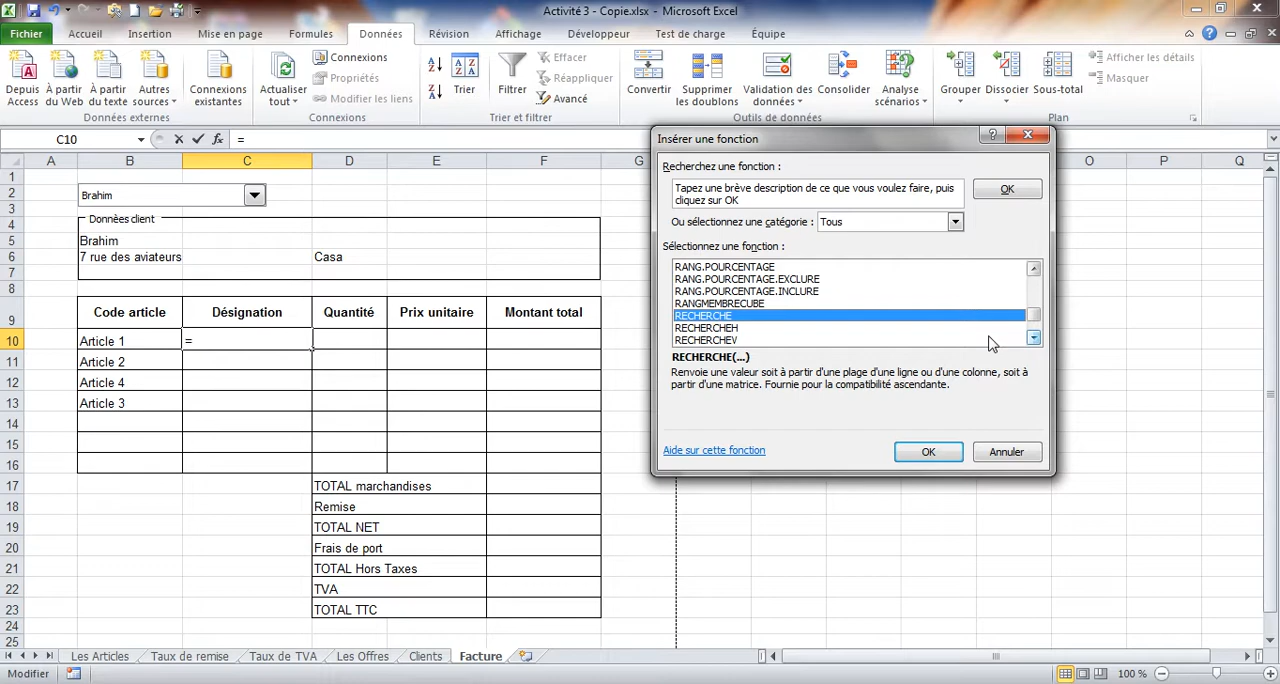 Activité 3 - Copie.xlsx - Microsoft Excel
Fichier Accueil Insertion Mise en page Formules Données Révision Affichage Développeur Test de charge Équipe
Depuis Access
À partir du Web
À partir du texte
Autres sources
Données externes
Connexions existantes
Actualiser tout
Connexions
Propriétés
Modifier les liens
Connexions
Trier
Filtrer
Effacer
Réappliquer
Avancé
Trier et filtrer
Convertir
Supprimer les doublons
Validation des données
Consolider
Analyse scénarios
Outils de données
Grouper
Dissocier
Sous-total
Afficher les détails
Masquer
Plan
C10 fx =
A B C D E F G O P Q
1
2 Brahim
3
4 Donnèes client
5 Brahim
6 7 rue des aviateurs Casa
7
8
9 Code article Désignation Quantité Prix unitaire Montant total
10 Article 1 =
11 Article 2
12 Article 4
13 Article 3
14
15
16
17 TOTAL marchandises
18 Remise
19 TOTAL NET
20 Frais de port
21 TOTAL Hors Taxes
22 TVA
23 TOTAL TTC
24
25
Insérer une fonction
Recherchez une fonction :
Tapez une brève description de ce que vous voulez faire, puis
cliquez sur OK
OK
Ou sélectionnez une catégorie : Tous
Sélectionnez une fonction :
RANG.POURCENTAGE
RANG.POURCENTAGE.EXCLURE
RANG.POURCENTAGE.INCLURE
RANGMEMBRECUBE
RECHERCHE
RECHERCHEH
RECHERCHEV
RECHERCHE(...)
Renvoie une valeur soit à partir d'une plage d'une ligne ou d'une colonne, soit à
partir d'une matrice. Fournie pour la compatibilité ascendante.
Aide sur cette fonction OK Annuler
Les Articles Taux de remise Taux de TVA Les Offres Clients Facture
Modifier 100 %